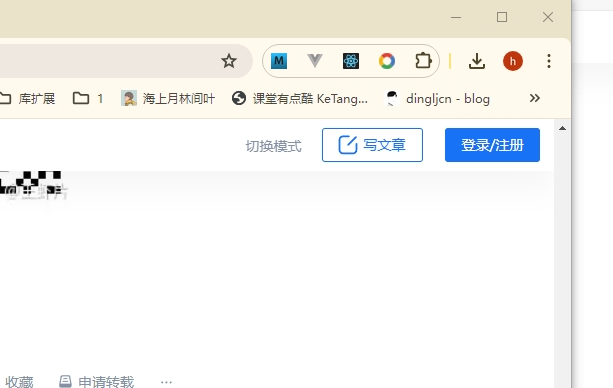 M
h
库扩展 1 海上月林间叶 课堂有点酷 KeTang... dingljcn - blog
切换模式 写文章 登录/注册
收藏 申请转载 ...